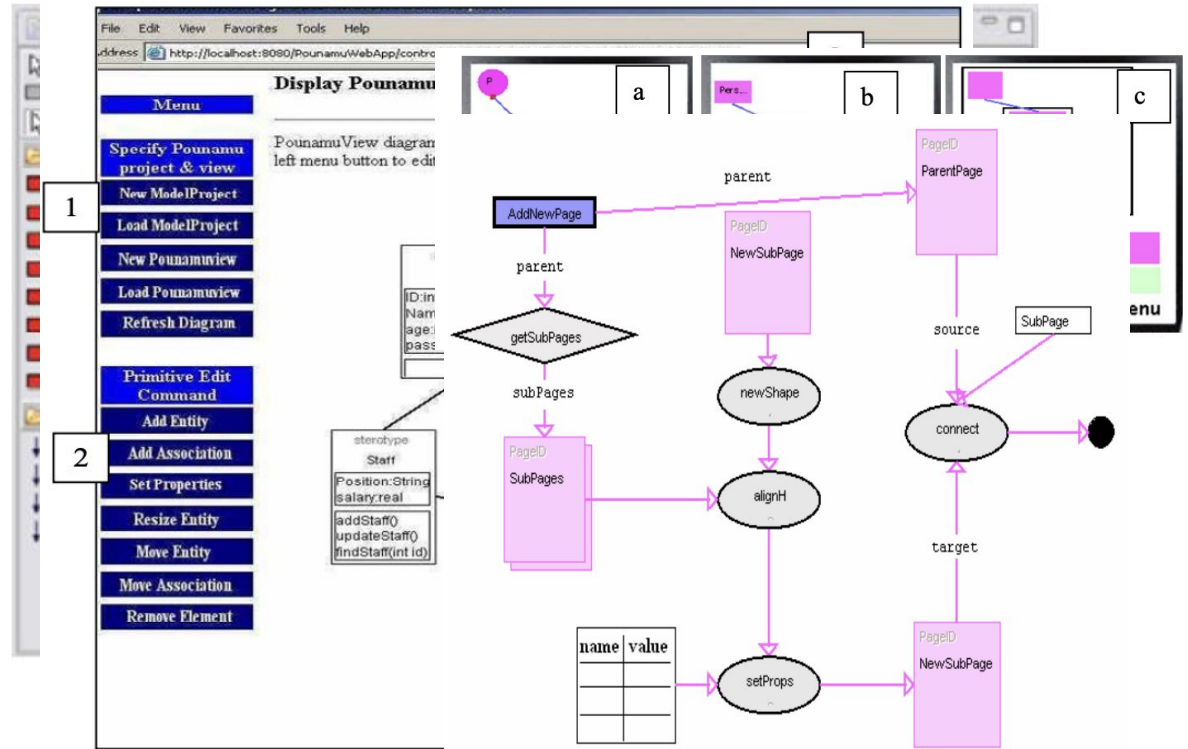 File Edit View Favorites Tools Help
Address http://localhost:8080/PounamuWebApp/contro
Display Pounamu
PounamuView diagran
left menu button to edit
Menu
Specify Pounamu
project & view
New ModelProject
Load ModelProject
New Pounamuview
Load Pounamuview
Refresh Diagram
Primitive Edit
Command
Add Entity
Add Association
Set Properties
Resize Entity
Move Entity
Move Association
Remove Element
1
2
ID:in
Nam
age:
pass
sterotype
Staff
Position:String
salary:real
addStaff()
updateStaff()
findStaff(int id)
P
a
Pers...
b
c
enu
AddNewPage
parent
PageID
ParentPage
parent
PageID
NewSubPage
getSubPages
source
SubPage
subPages
newShape
connect
PageID
SubPages
alignH
target
name value
setProps
PageID
NewSubPage